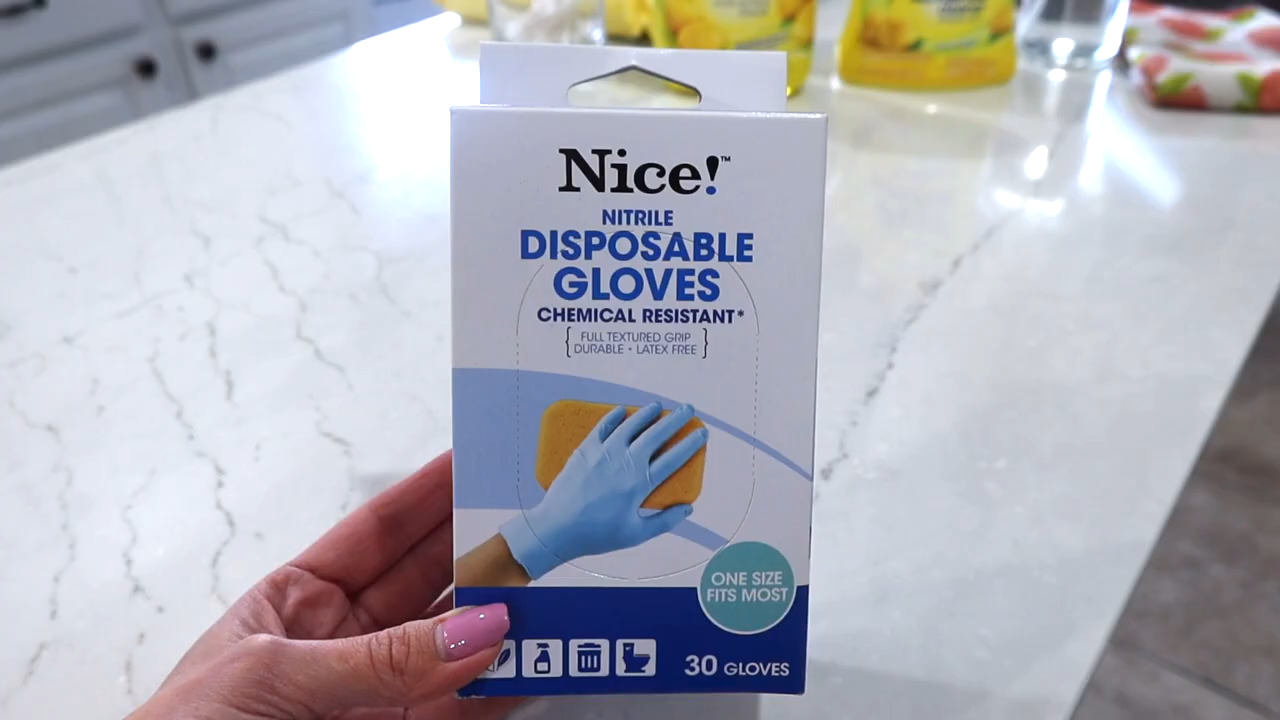 Nice!™
NITRILE
DISPOSABLE
GLOVES
CHEMICAL RESISTANT*
FULL TEXTURED GRIP
DURABLE • LATEX FREE
ONE SIZE
FITS MOST
30 GLOVES